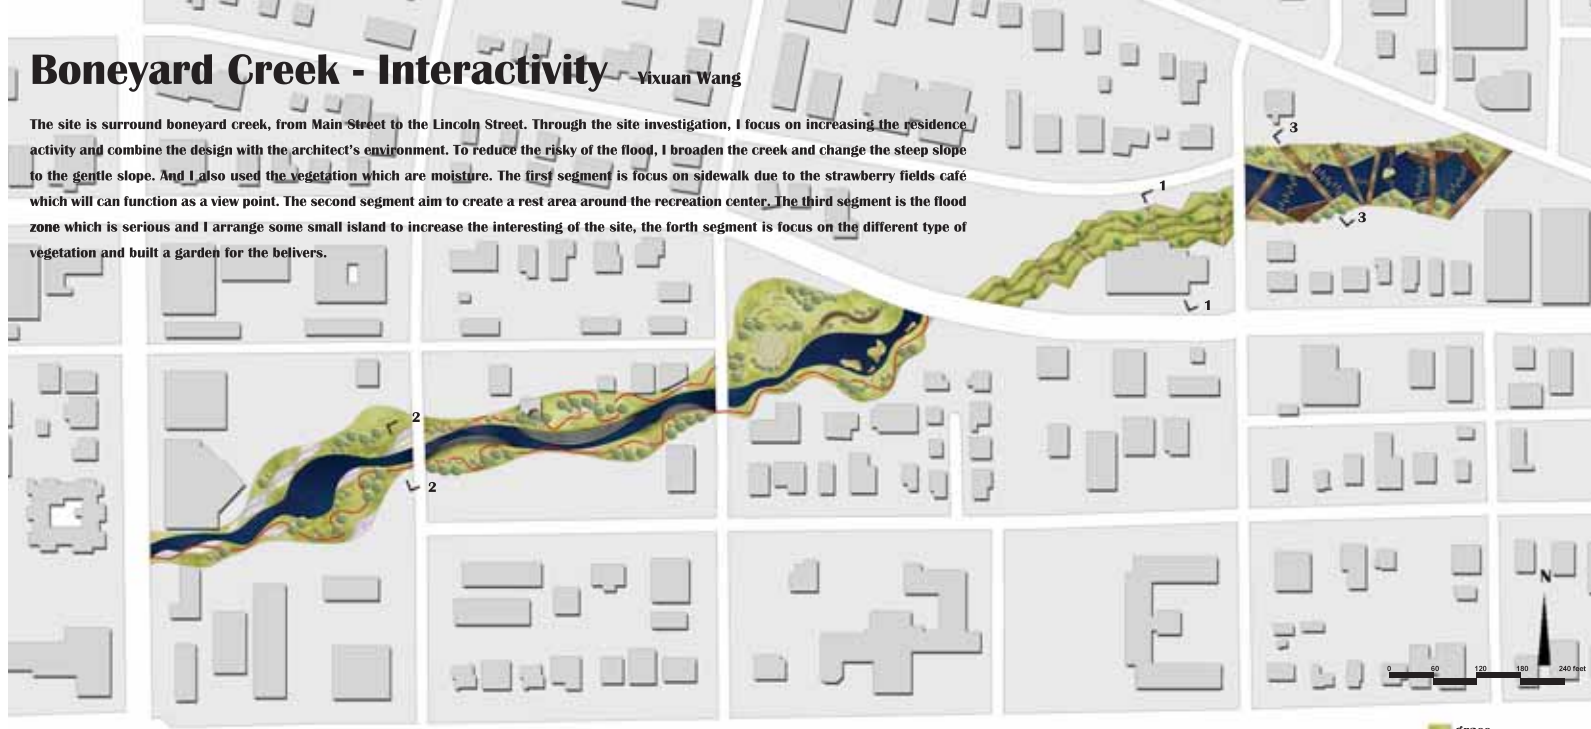 Boneyard Creek - Interactivity Yixuan Wang
The site is surround boneyard creek, from Main Street to the Lincoln Street. Through the site investigation, I focus on increasing the residence
activity and combine the design with the architect's environment. To reduce the risky of the flood, I broaden the creek and change the steep slope
to the gentle slope. And I also used the vegetation which are moisture. The first segment is focus on sidewalk due to the strawberry fields café
which will can function as a view point. The second segment aim to create a rest area around the recreation center. The third segment is the flood
zone which is serious and I arrange some small island to increase the interesting of the site, the forth segment is focus on the different type of
vegetation and built a garden for the belivers.
3
1
3
1
2
2
N
0 60 120 180 240 feet